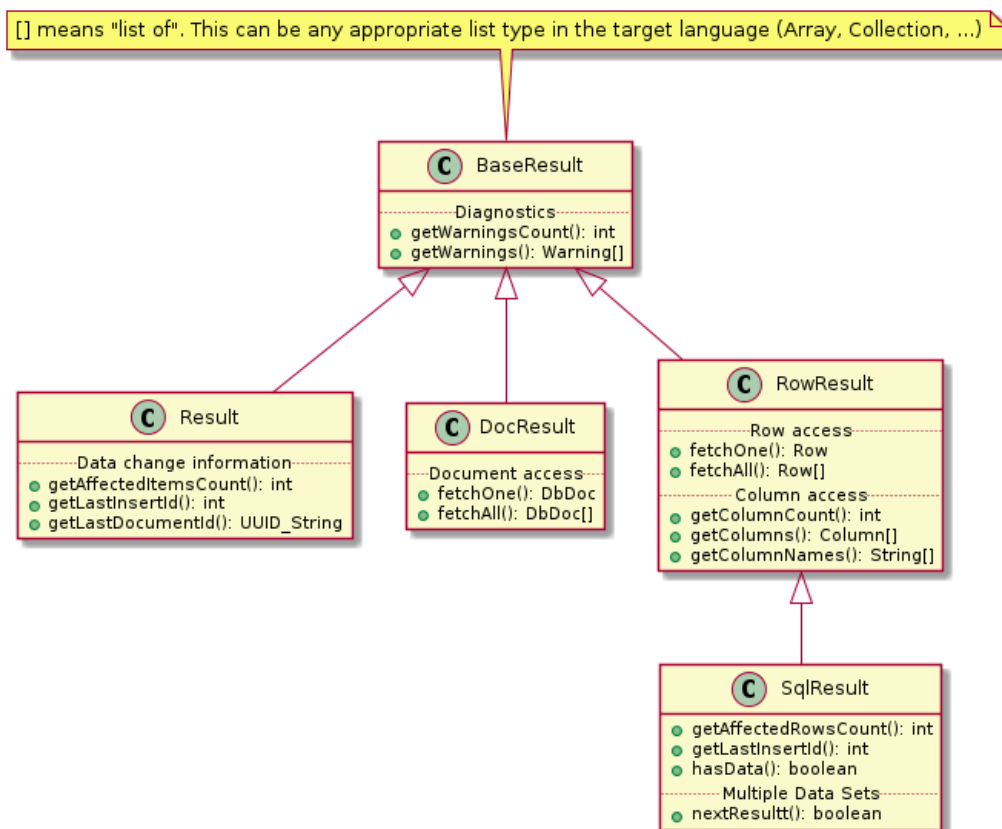 [] means "list of". This can be any appropriate list type in the target language (Array, Collection, ...)
C BaseResult
Diagnostics
getWarningsCount(): int
getWarnings(): Warning[]
C Result
Data change information
getAffectedItemsCount(): int
getLastInsertId(): int
getLastDocumentId(): UUID_String
C DocResult
Document access
fetchOne(): DbDoc
fetchAll(): DbDoc[]
C RowResult
Row access
fetchOne(): Row
fetchAll(): Row[]
Column access
getColumnCount(): int
getColumns(): Column[]
getColumnNames(): String[]
C SqlResult
getAffectedRowsCount(): int
getLastInsertId(): int
hasData(): boolean
Multiple Data Sets
nextResultt(): boolean